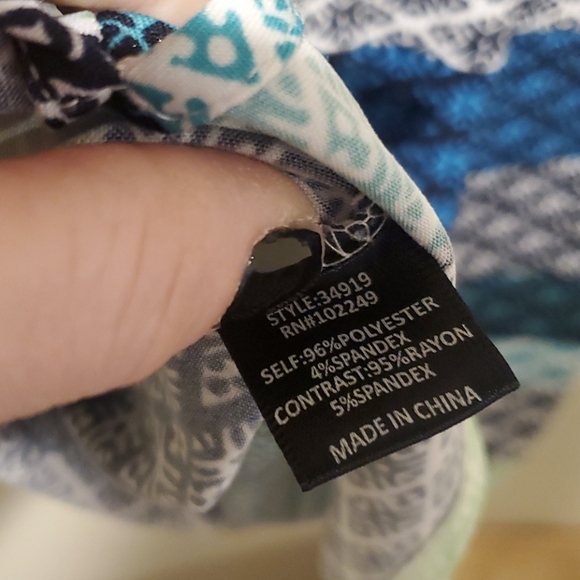 STYLE:34919
RN#102249
SELF:96%POLYESTER
4%SPANDEX
CONTRAST:95%RAYON
5%SPANDEX
MADE IN CHINA